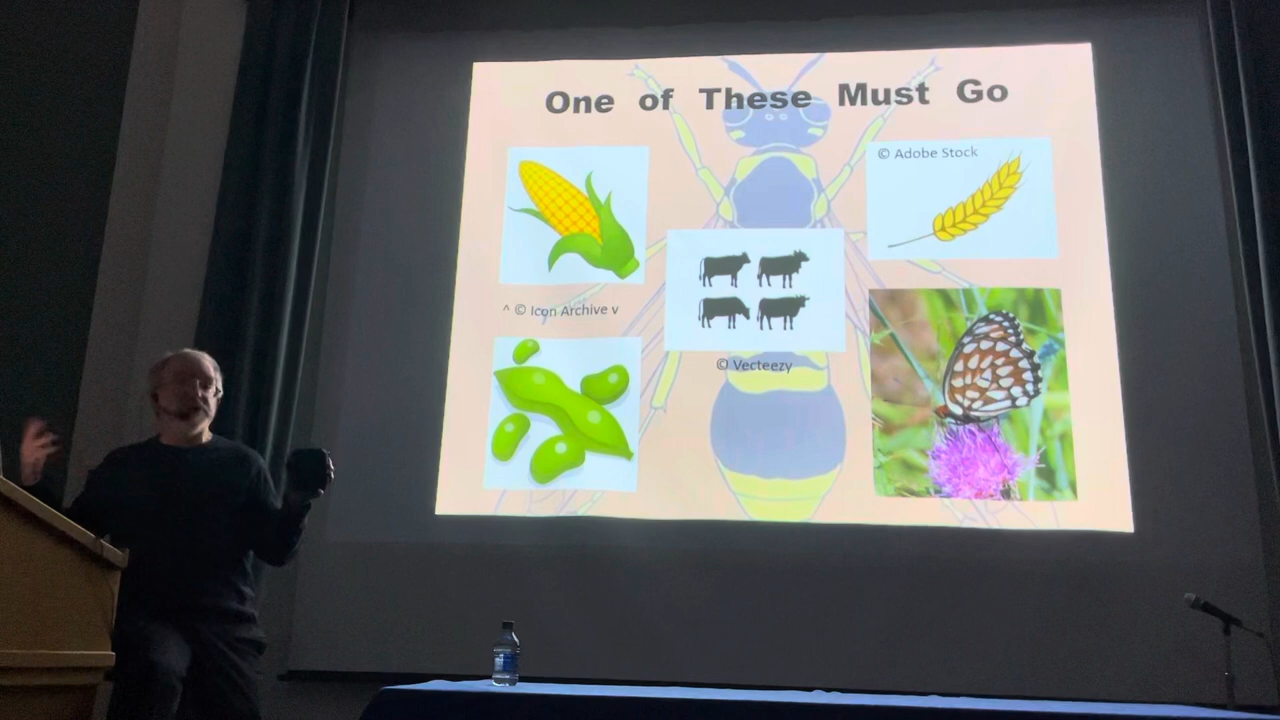 One of These Must Go
© Adobe Stock
^ © Icon Archive v
© Vecteezy